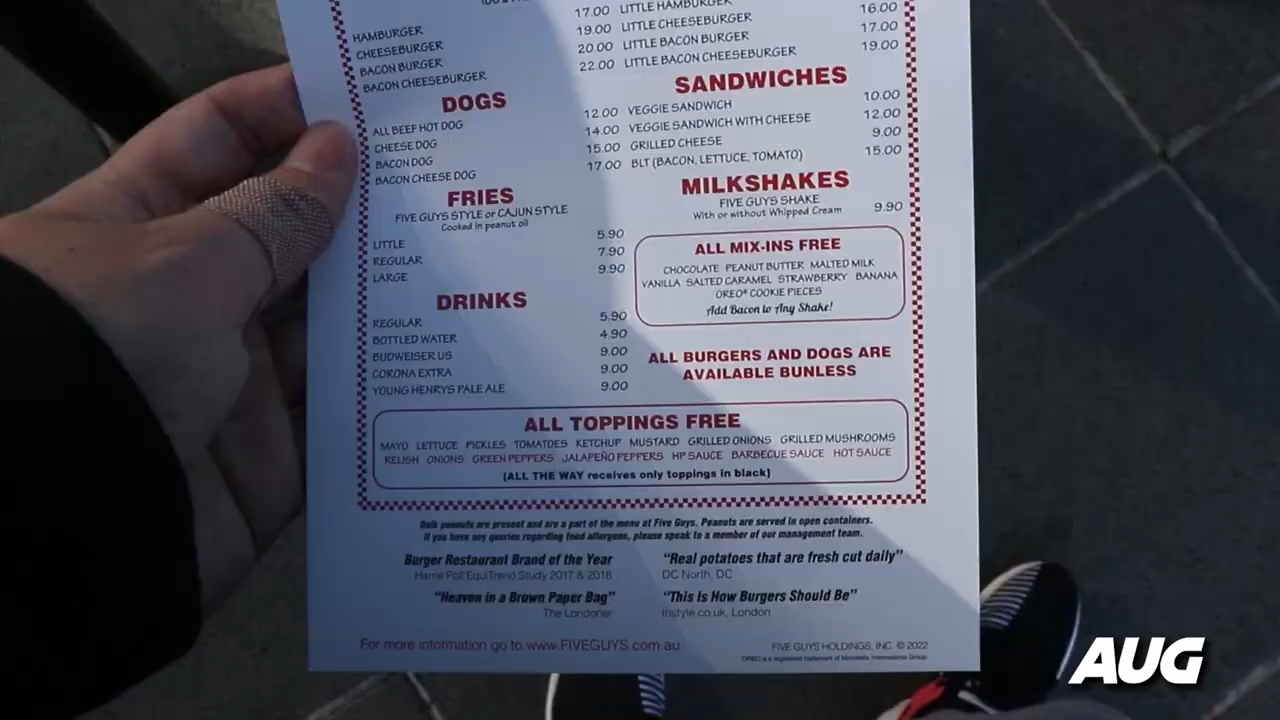 HAMBURGER 17.00
CHEESEBURGER 19.00
BACON BURGER 20.00
BACON CHEESEBURGER 22.00
DOGS
ALL BEEF HOT DOG 12.00
CHEESE DOG 14.00
BACON DOG 15.00
BACON CHEESE DOG 17.00
FRIES
FIVE GUYS STYLE or CAJUN STYLE
Cooked in peanut oil
LITTLE 5.90
REGULAR 7.90
LARGE 9.90
DRINKS
REGULAR 5.90
BOTTLED WATER 4.90
BUDWEISER US 9.00
CORONA EXTRA 9.00
YOUNG HENRYS PALE ALE 9.00
LITTLE HAMBURGER
LITTLE CHEESEBURGER 16.00
LITTLE BACON BURGER 17.00
LITTLE BACON CHEESEBURGER 19.00
SANDWICHES
VEGGIE SANDWICH 10.00
VEGGIE SANDWICH WITH CHEESE 12.00
GRILLED CHEESE 9.00
BLT (BACON, LETTUCE, TOMATO) 15.00
MILKSHAKES
FIVE GUYS SHAKE
With or without Whipped Cream 9.90
ALL MIX-INS FREE
CHOCOLATE PEANUT BUTTER MALTED MILK
VANILLA SALTED CARAMEL STRAWBERRY BANANA
OREO® COOKIE PIECES
Add Bacon to Any Shake!
ALL BURGERS AND DOGS ARE
AVAILABLE BUNLESS
ALL TOPPINGS FREE
MAYO LETTUCE PICKLES TOMATOES KETCHUP MUSTARD GRILLED ONIONS GRILLED MUSHROOMS
RELISH ONIONS GREEN PEPPERS JALAPEÑO PEPPERS HP SAUCE BARBECUE SAUCE HOT SAUCE
(ALL THE WAY receives only toppings in black)
Bulk peanuts are present and are a part of the menu at Five Guys. Peanuts are served in open containers.
If you have any queries regarding food allergens, please speak to a member of our management team.
Burger Restaurant Brand of the Year
Harris Poll EquiTrend Study 2017 & 2018
"Heaven in a Brown Paper Bag"
The Londoner
"Real potatoes that are fresh cut daily"
DC North, DC
"This Is How Burgers Should Be"
Instyle.co.uk, London
For more information go to www.FIVEGUYS.com.au
FIVE GUYS HOLDINGS, INC. © 2022
OREO is a registered trademark of Mondelez International Group.
AUG